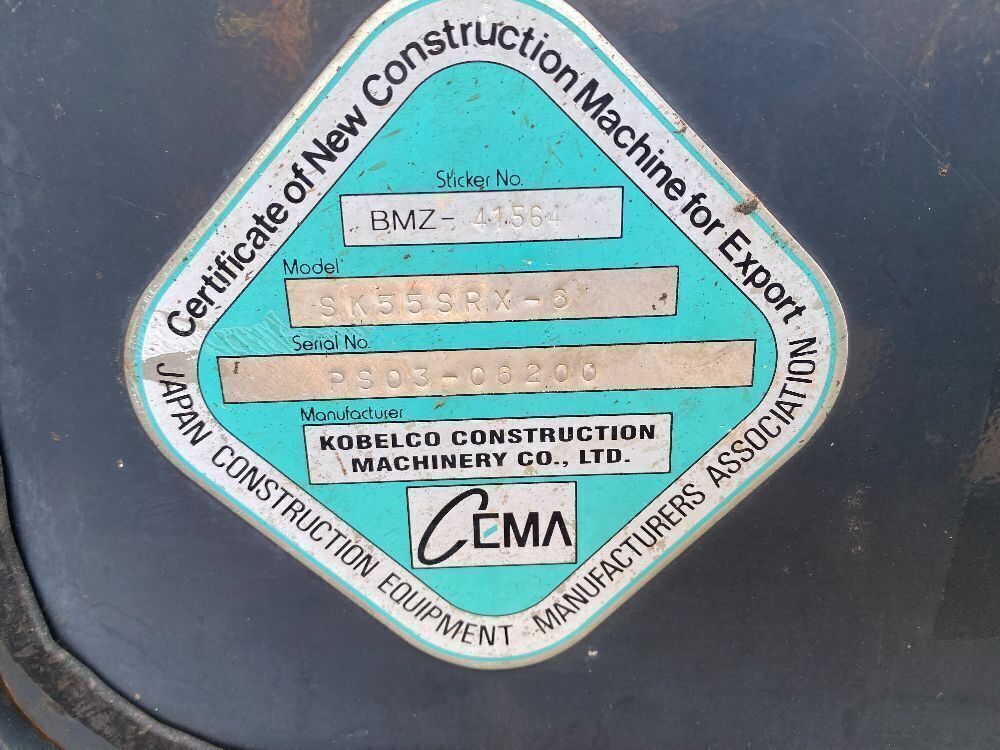 Certificate of New Construction Machine for Export
Sticker No.
BMZ- 41564
Model
SK55SRX-6
Serial No.
PS03-06200
Manufacturer
KOBELCO CONSTRUCTION
MACHINERY CO., LTD.
CEMA
JAPAN CONSTRUCTION EQUIPMENT MANUFACTURERS ASSOCIATION